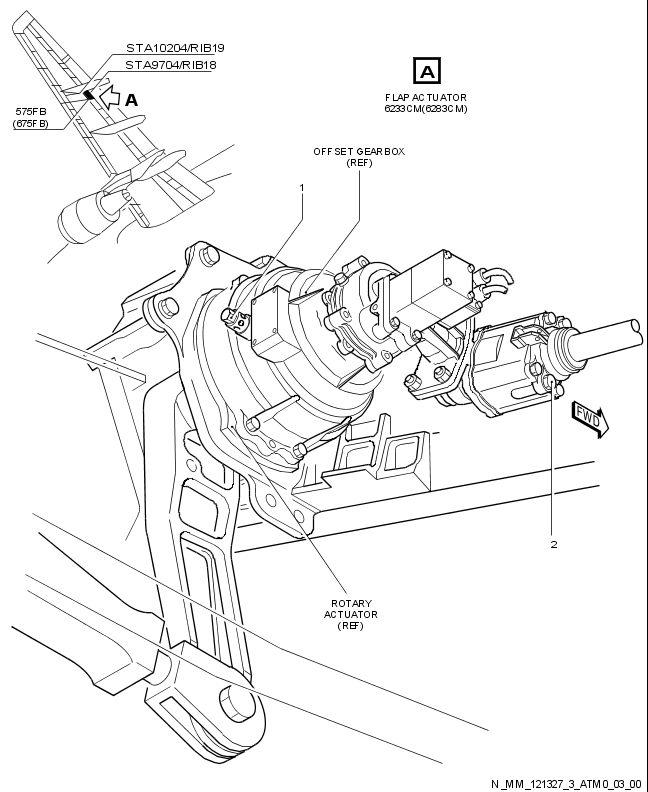 STA10204/RIB19
STA9704/RIB18
A
575FB
(675FB)
A
FLAP ACTUATOR
6233CM(6283CM)
OFFSET GEARBOX
(REF)
1
FWD
2
ROTARY
ACTUATOR
(REF)
N_MM_121327_3_ATM0_03_00